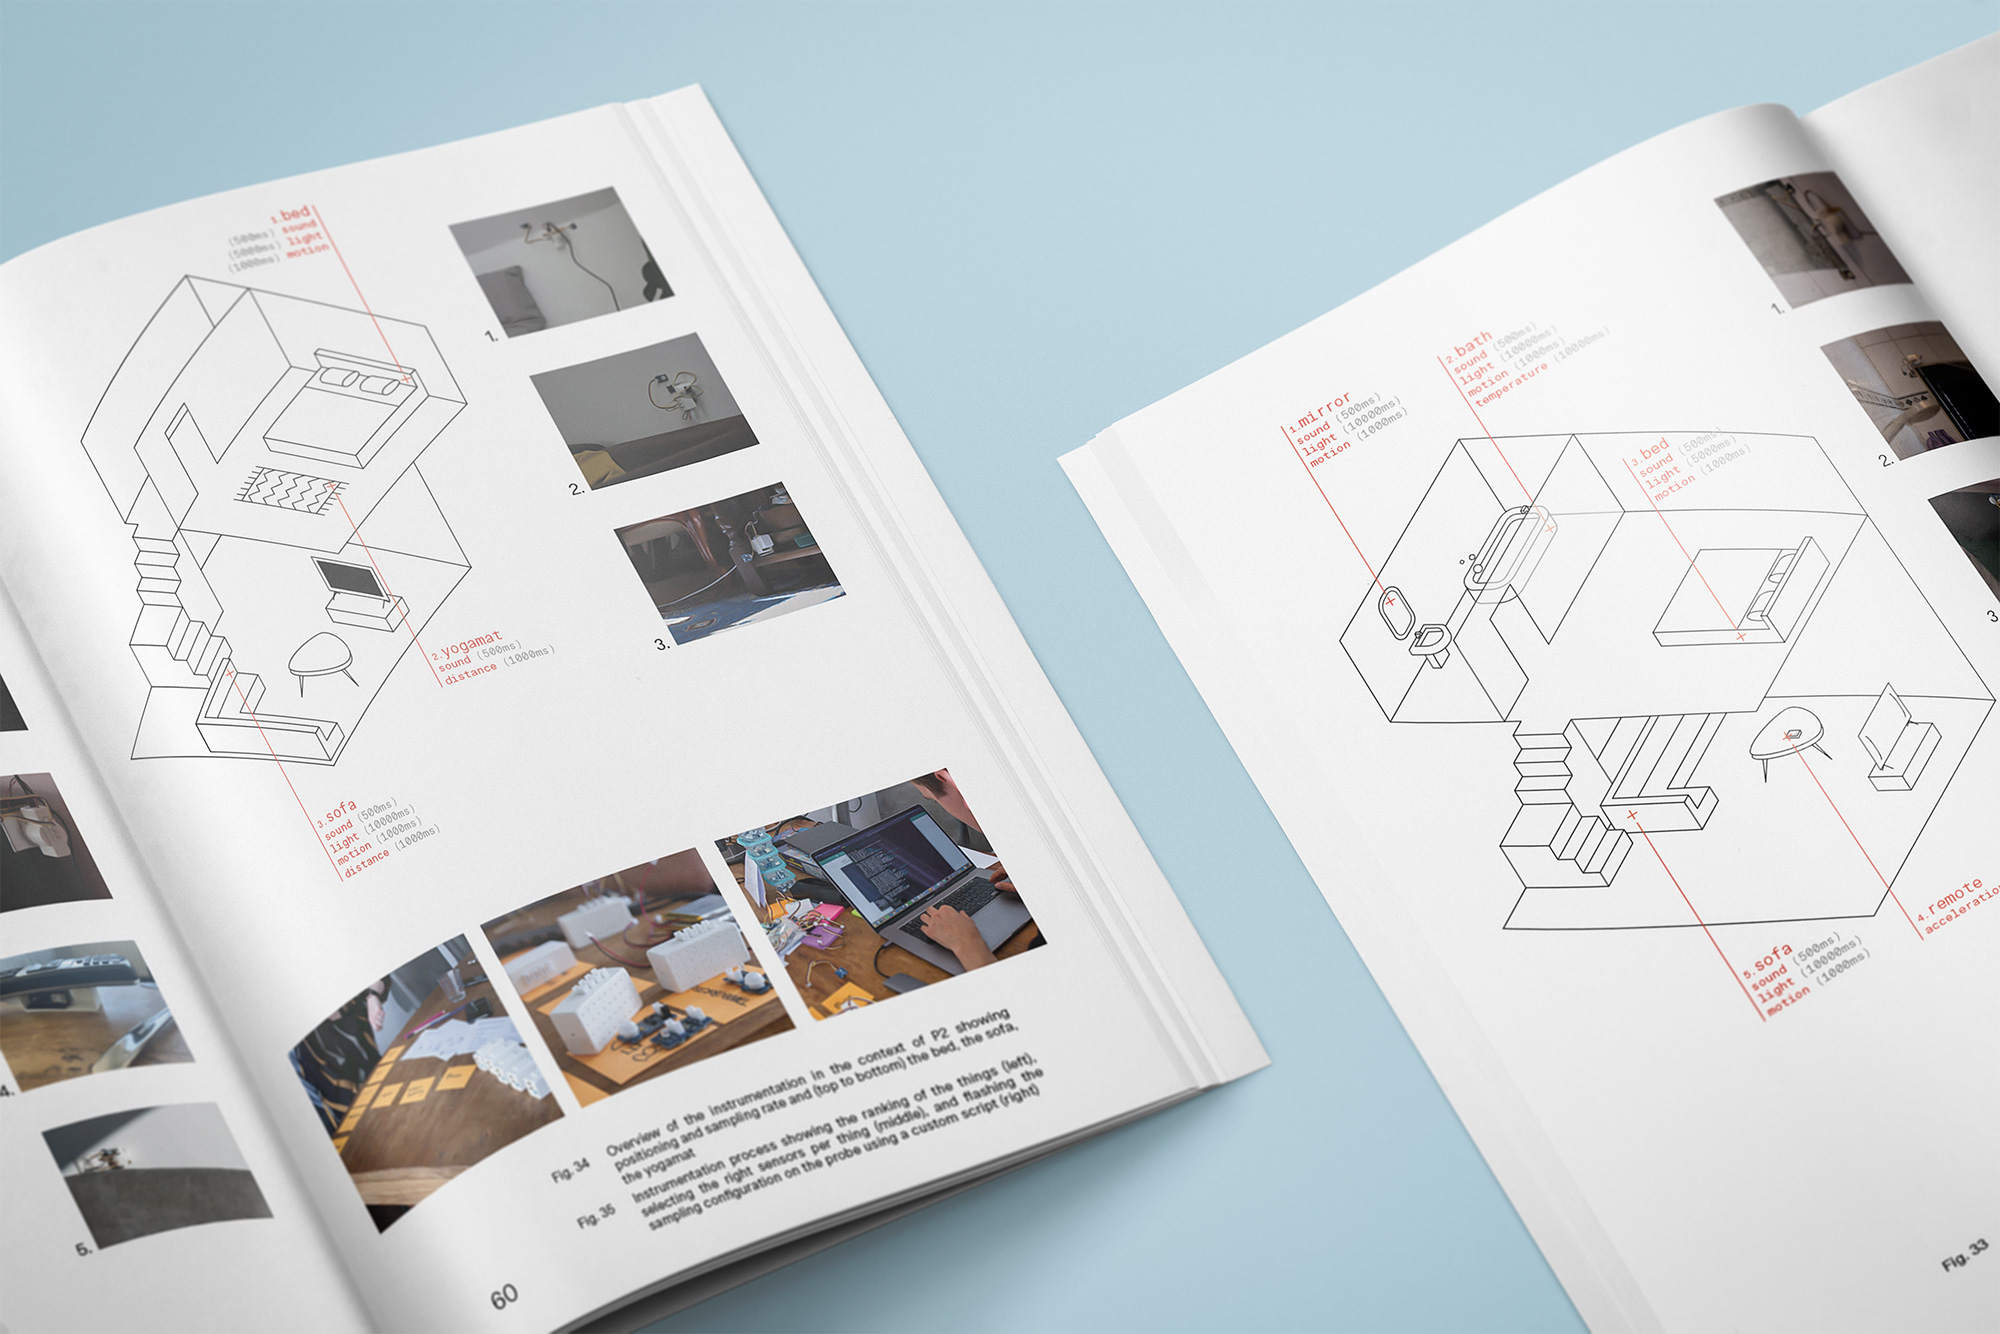 1.bed
(500ms) sound
(5000ms) light
(1000ms) motion
2.yogamat
sound (500ms)
distance (1000ms)
3.sofa
sound (500ms)
light (10000ms)
motion (1000ms)
distance (1000ms)
1.
2.
3.
4.
5.
Fig. 34 Overview of the instrumentation in the context of P2 showing
positioning and sampling rate and (top to bottom) the bed, the sofa,
the yogamat
Fig. 35 Instrumentation process showing the ranking of the things (left),
selecting the right sensors per thing (middle), and flashing the
sampling configuration on the probe using a custom script (right)
60
1.mirror
sound (500ms)
light (10000ms)
motion (1000ms)
2.bath
sound (500ms)
light (10000ms)
motion (1000ms)
temperature (10000ms)
3.bed
sound (500ms)
light (5000ms)
motion (1000ms)
4.remote
acceleratio
5.sofa
sound (500ms)
light (10000ms)
motion (1000ms)
1.
2.
3
Fig. 33